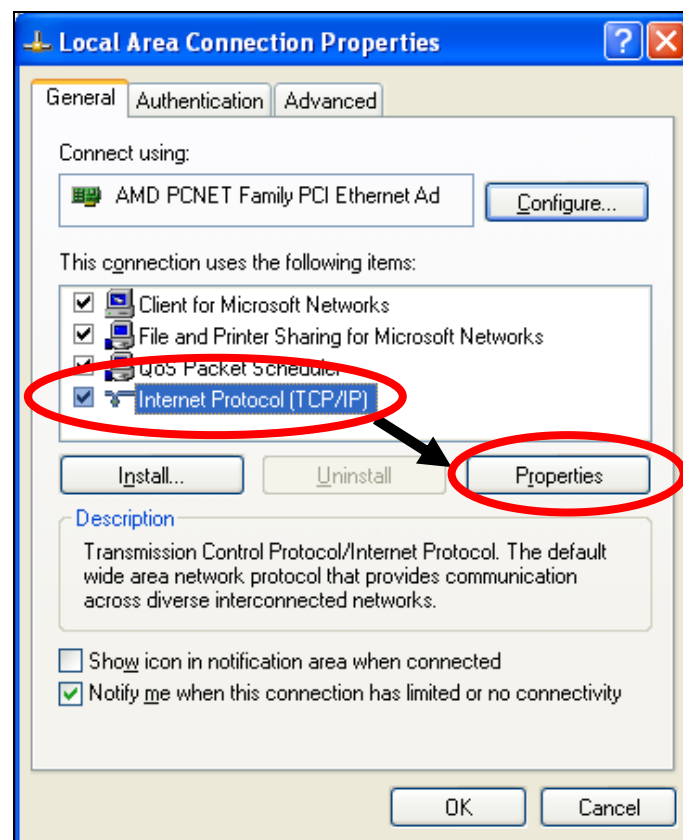 Local Area Connection Properties
General Authentication Advanced
Connect using:
AMD PCNET Family PCI Ethernet Ad Configure...
This connection uses the following items:
Client for Microsoft Networks
File and Printer Sharing for Microsoft Networks
QoS Packet Scheduler
Internet Protocol (TCP/IP)
Install... Uninstall Properties
Description
Transmission Control Protocol/Internet Protocol. The default
wide area network protocol that provides communication
across diverse interconnected networks.
Show icon in notification area when connected
Notify me when this connection has limited or no connectivity
OK Cancel